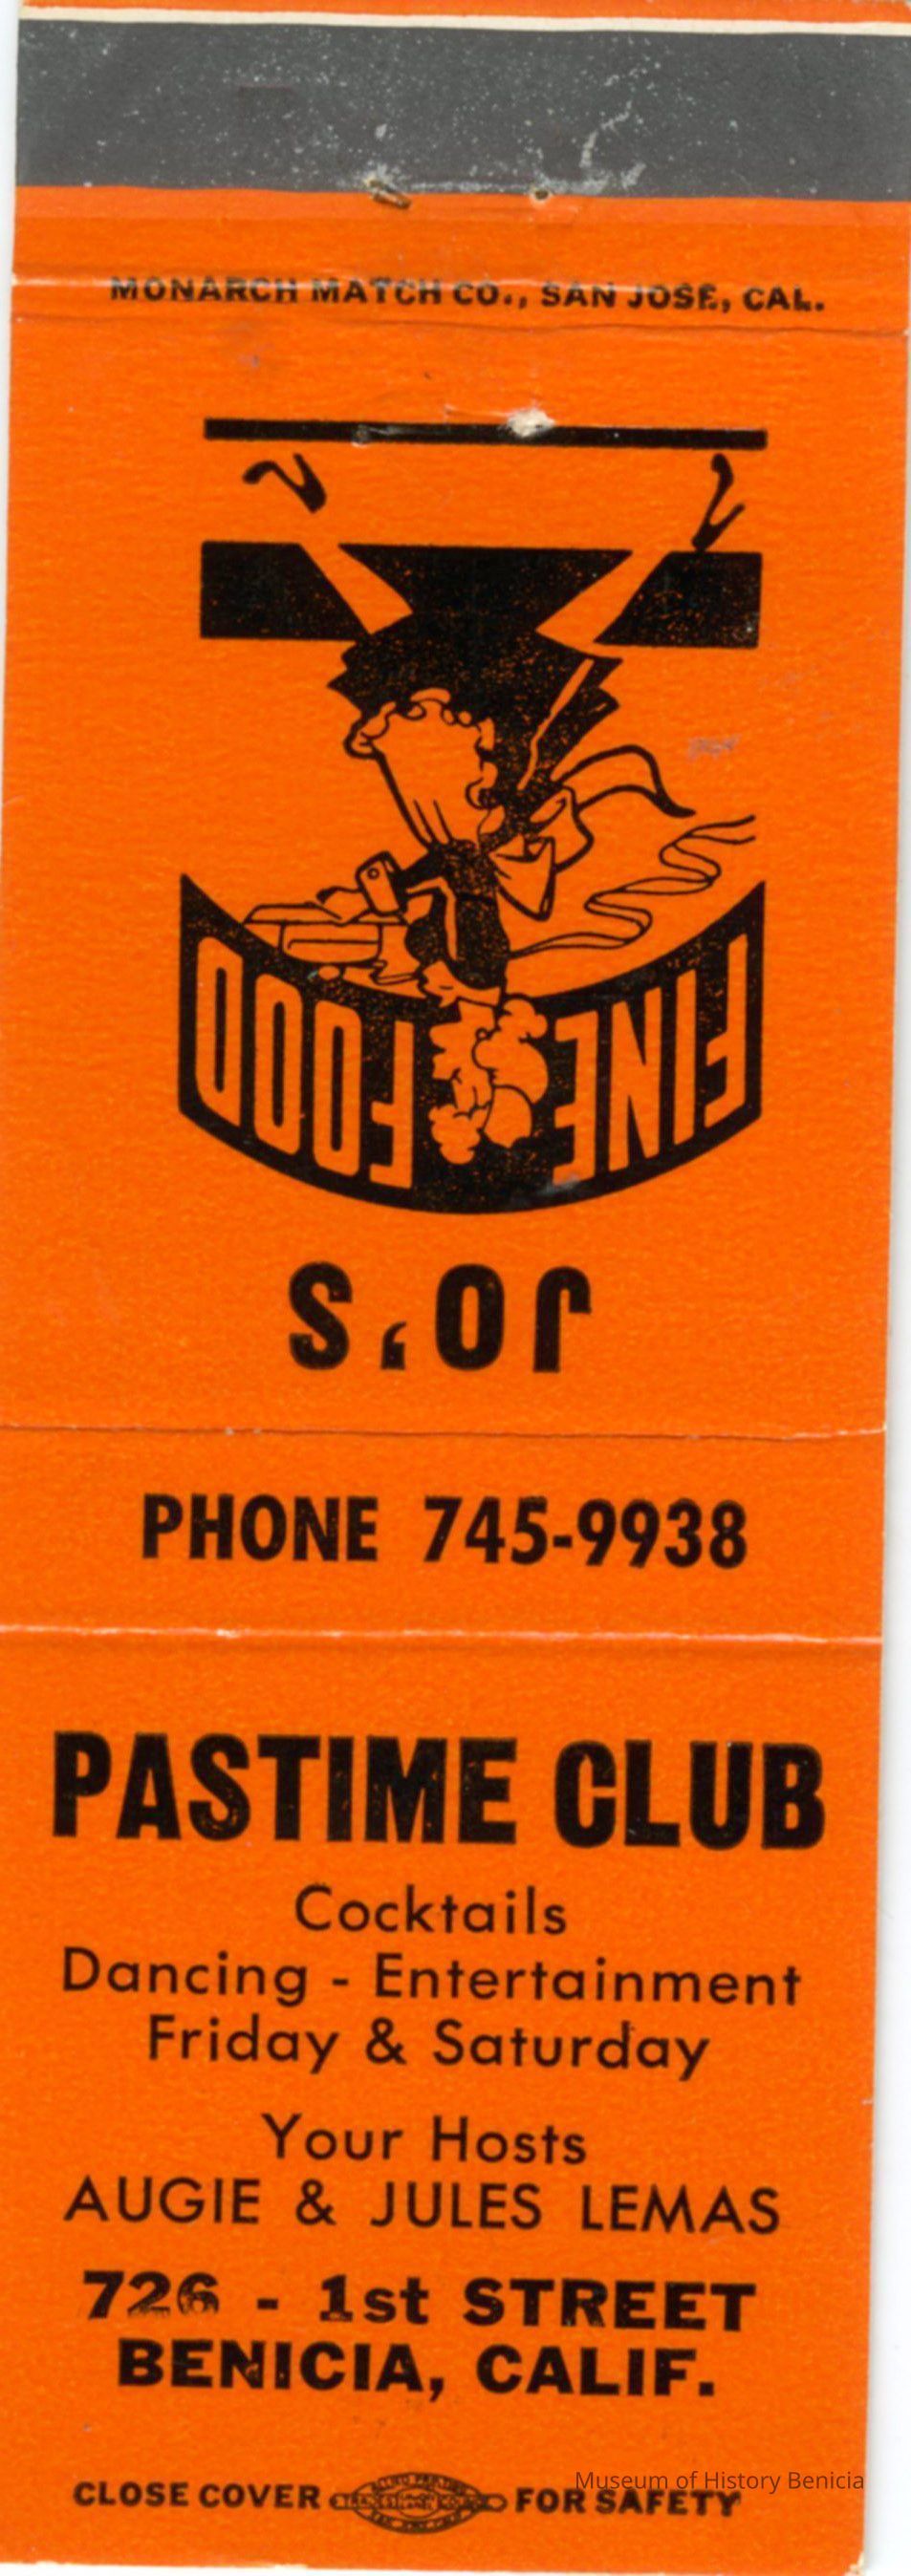 MONARCH MATCH CO., SAN JOSE, CAL.
FINE FOOD
JO'S
PHONE 745-9938
PASTIME CLUB
Cocktails
Dancing - Entertainment
Friday & Saturday
Your Hosts
AUGIE & JULES LEMAS
726 - 1st STREET
BENICIA, CALIF.
Museum of History Benicia
CLOSE COVER FOR SAFETY